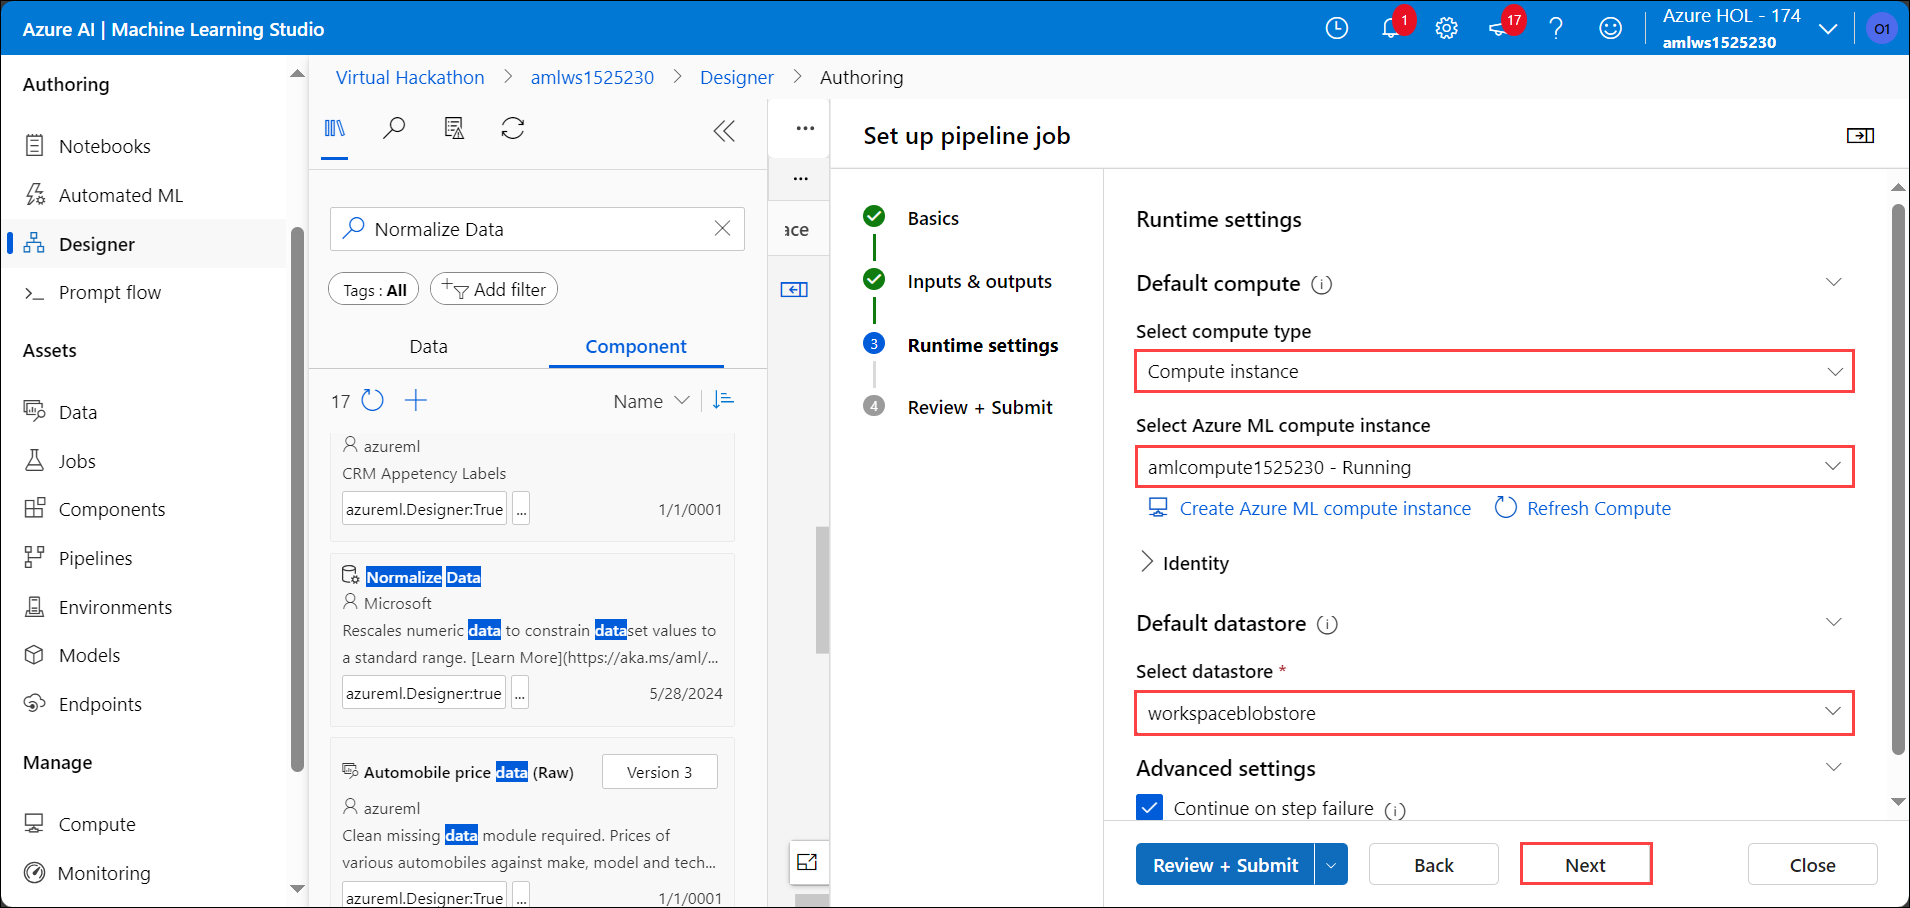 Azure AI | Machine Learning Studio
1
17
Azure HOL - 174
amlws1525230
O1
Authoring
Notebooks
Automated ML
Designer
Prompt flow
Assets
Data
Jobs
Components
Pipelines
Environments
Models
Endpoints
Manage
Compute
Monitoring
Virtual Hackathon > amlws1525230 > Designer > Authoring
Normalize Data
Tags : All
Add filter
Data
Component
17
Name
azureml
CRM Appetency Labels
azureml.Designer:True
...
1/1/0001
Normalize Data
Microsoft
Rescales numeric data to constrain dataset values to
a standard range. [Learn More](https://aka.ms/aml/...
azureml.Designer:true
...
5/28/2024
Automobile price data (Raw)
Version 3
azureml
Clean missing data module required. Prices of
various automobiles against make, model and tech...
azureml.Designer:True
...
1/1/0001
...
...
ace
Set up pipeline job
Basics
Inputs & outputs
3
Runtime settings
4
Review + Submit
Runtime settings
Default compute
Select compute type
Compute instance
Select Azure ML compute instance
amlcompute1525230 - Running
Create Azure ML compute instance
Refresh Compute
Identity
Default datastore
Select datastore *
workspaceblobstore
Advanced settings
Continue on step failure
Review + Submit
Back
Next
Close